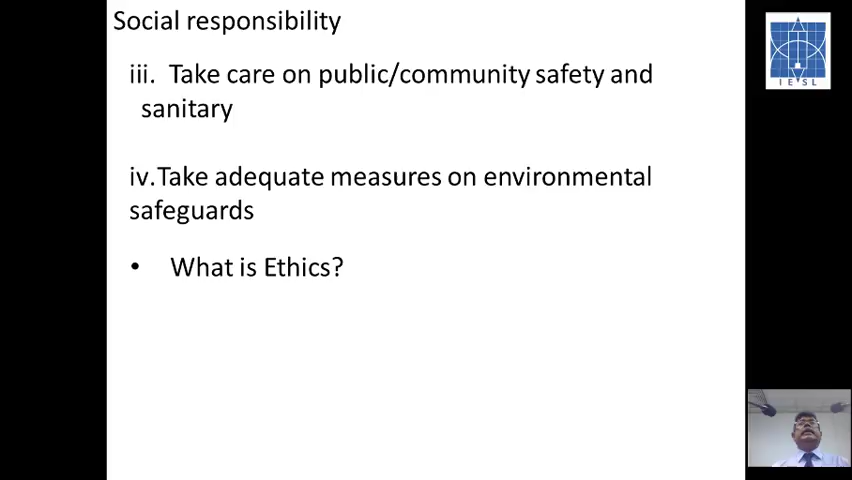 Social responsibility
iii. Take care on public/community safety and
sanitary
iv.Take adequate measures on environmental
safeguards
• What is Ethics?
IESL